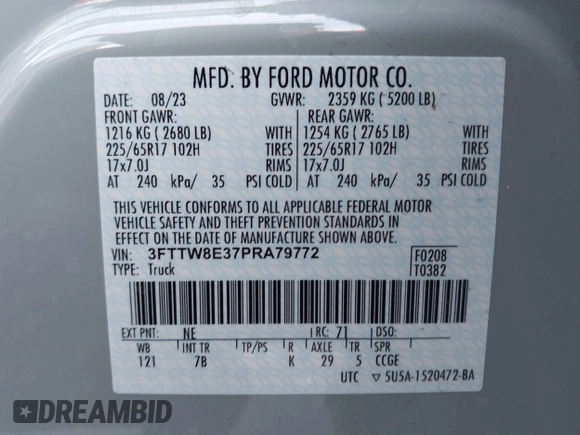 MFD. BY FORD MOTOR CO.
DATE: 08/23 GVWR: 2359 KG ( 5200 LB)
FRONT GAWR: REAR GAWR:
1216 KG ( 2680 LB) WITH 1254 KG ( 2765 LB) WITH
225/65R17 102H TIRES 225/65R17 102H TIRES
17x7.0J RIMS 17x7.0J RIMS
AT 240 kPa/ 35 PSI COLD AT 240 kPa/ 35 PSI COLD
THIS VEHICLE CONFORMS TO ALL APPLICABLE FEDERAL MOTOR
VEHICLE SAFETY AND THEFT PREVENTION STANDARDS IN
EFFECT ON THE DATE OF MANUFACTURE SHOWN ABOVE.
VIN: 3FTTW8E37PRA79772 F0208
TYPE: Truck T0382
EXT PNT: NE RC: 71 DSO:
WB INT TR TP/PS R AXLE TR SPR
121 7B K 29 5 CCGE
UTC ▽ 5U5A-1520472-BA
DREAMBID